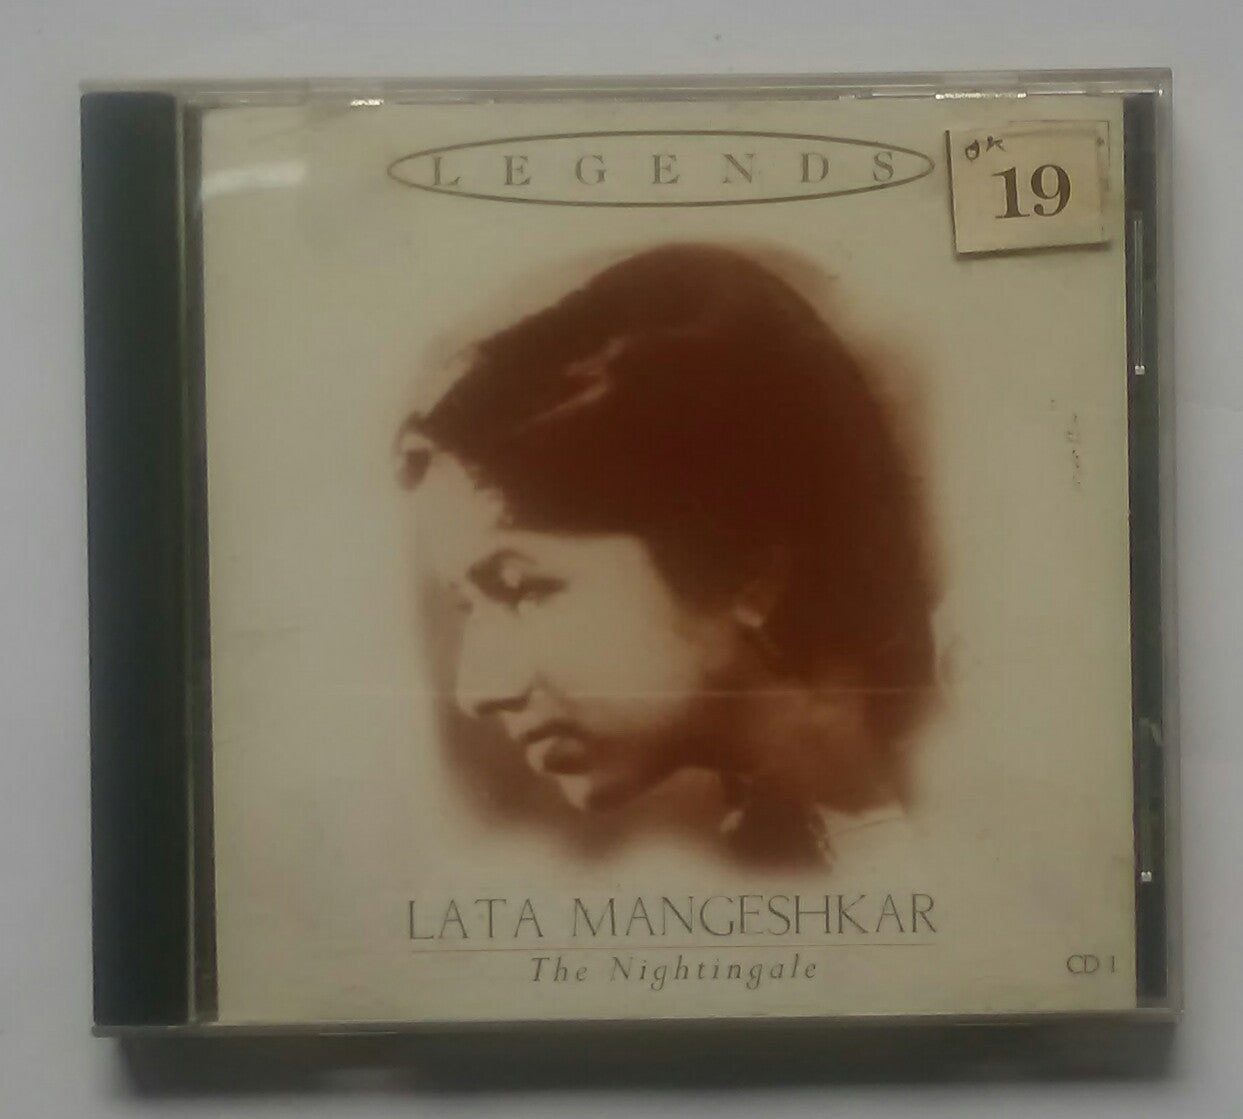 LEGENDS
OK
19
LATA MANGESHKAR
The Nightingale
CD 1